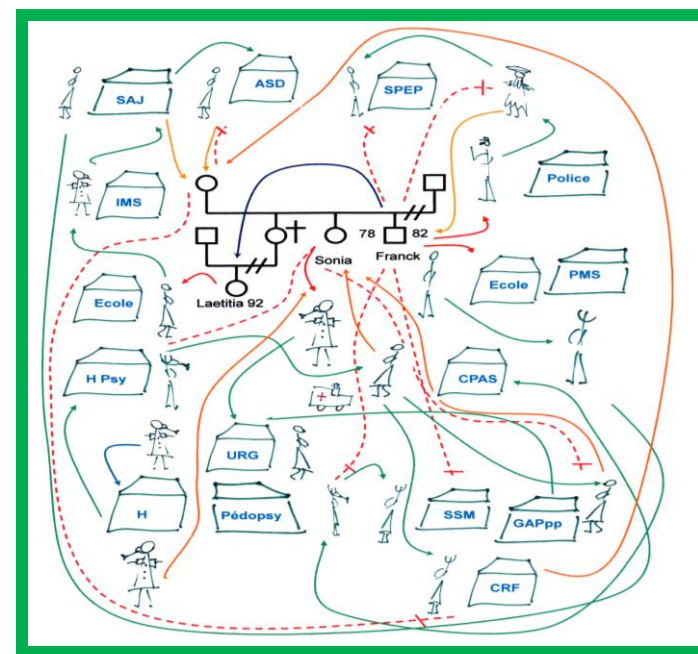 ASD
SPEP
SAJ
Police
IMS
78
82
Sonia
Franck
Ecole
PMS
Ecole
Laetitia 92
H Psy
CPAS
URG
H
Pédopsy
SSM
GAPpp
CRF